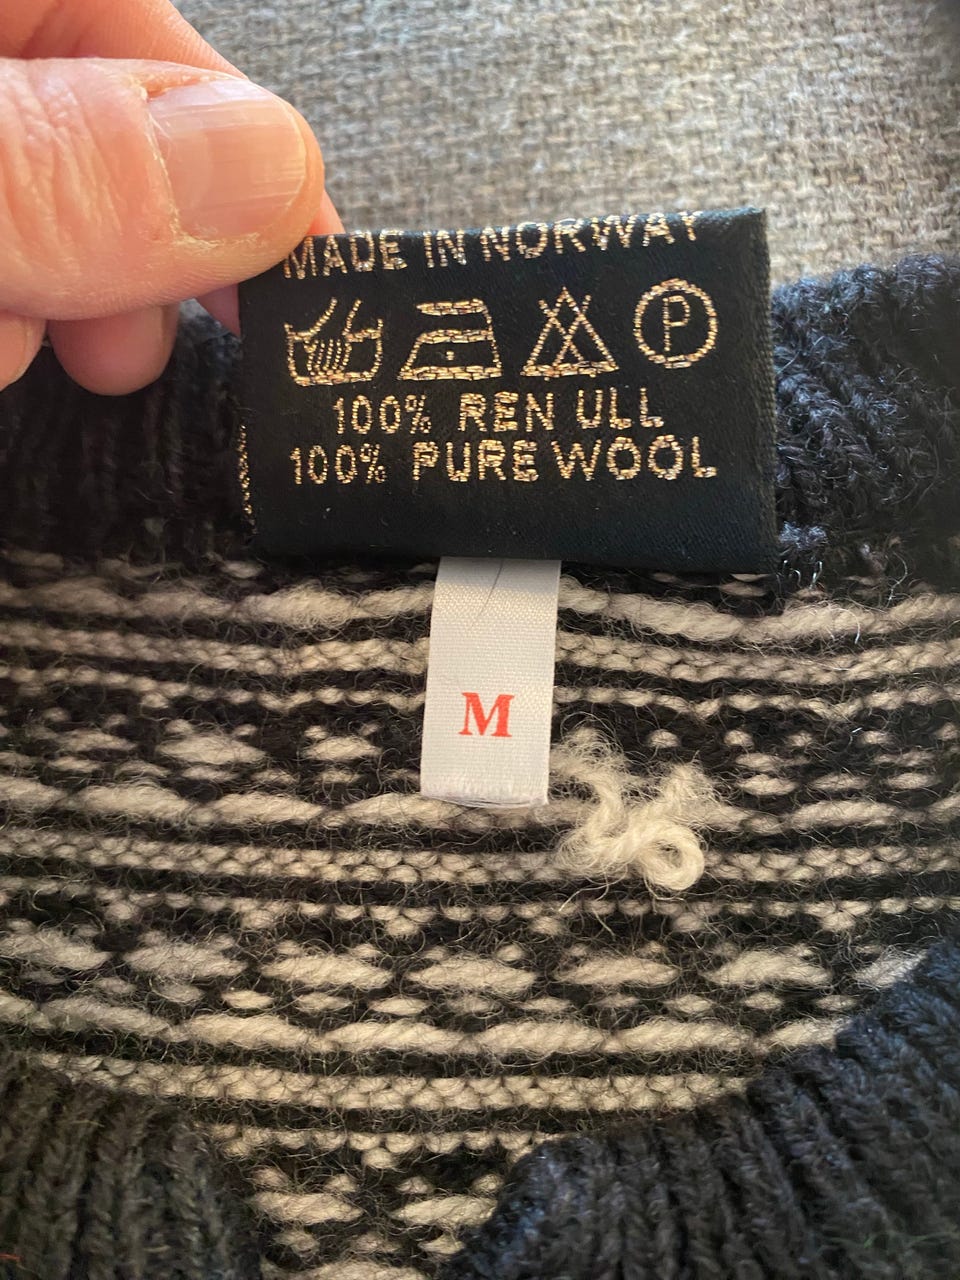 MADE IN NORWAY
P
100% REN ULL
100% PURE WOOL
M